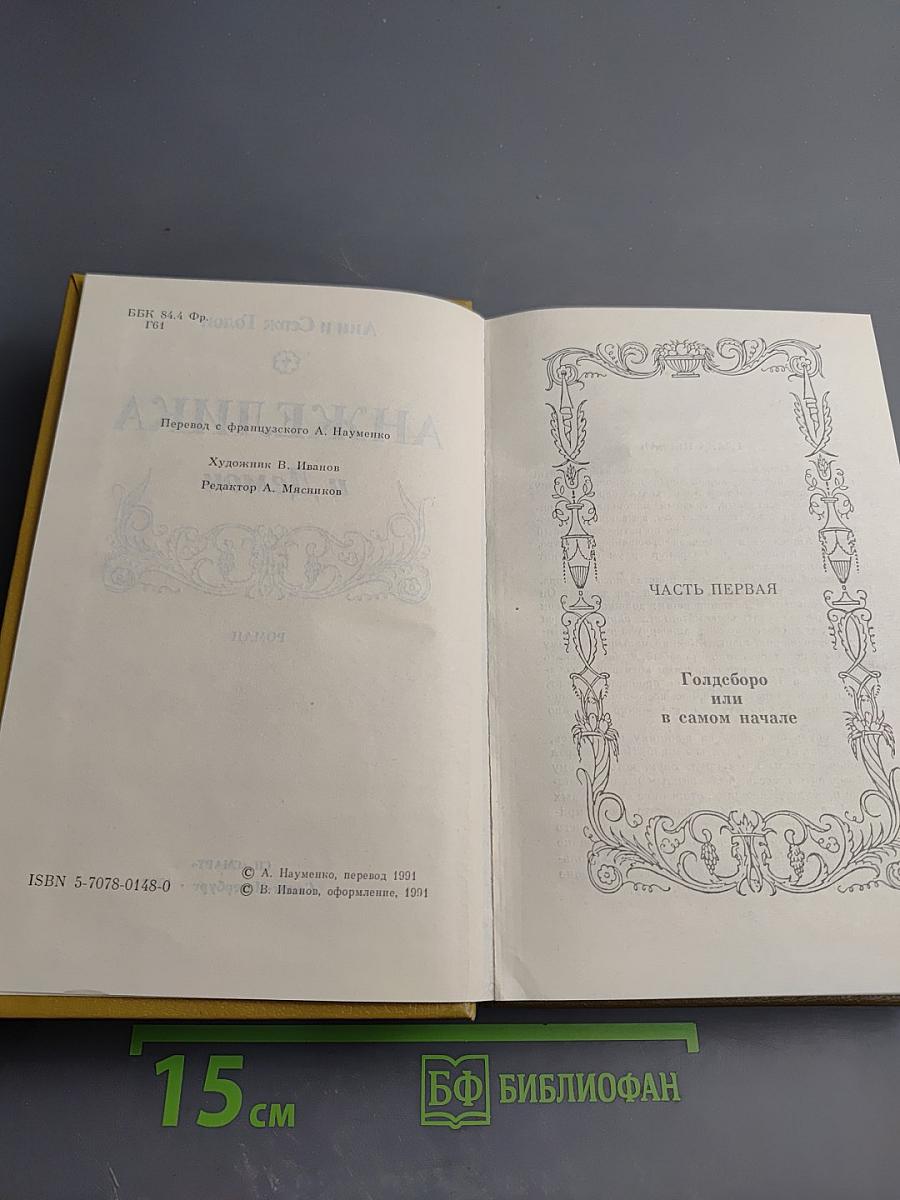 ББК 84.4 Фр.
Г61
Перевод с французского А. Науменко
Художник В. Иванов
Редактор А. Мясников
ISBN 5-7078-0148-0
© А. Науменко, перевод 1991
© В. Иванов, оформление, 1991
ЧАСТЬ ПЕРВАЯ
Голдсборо
или
в самом начале
15 см
БФ БИБЛИОФАН